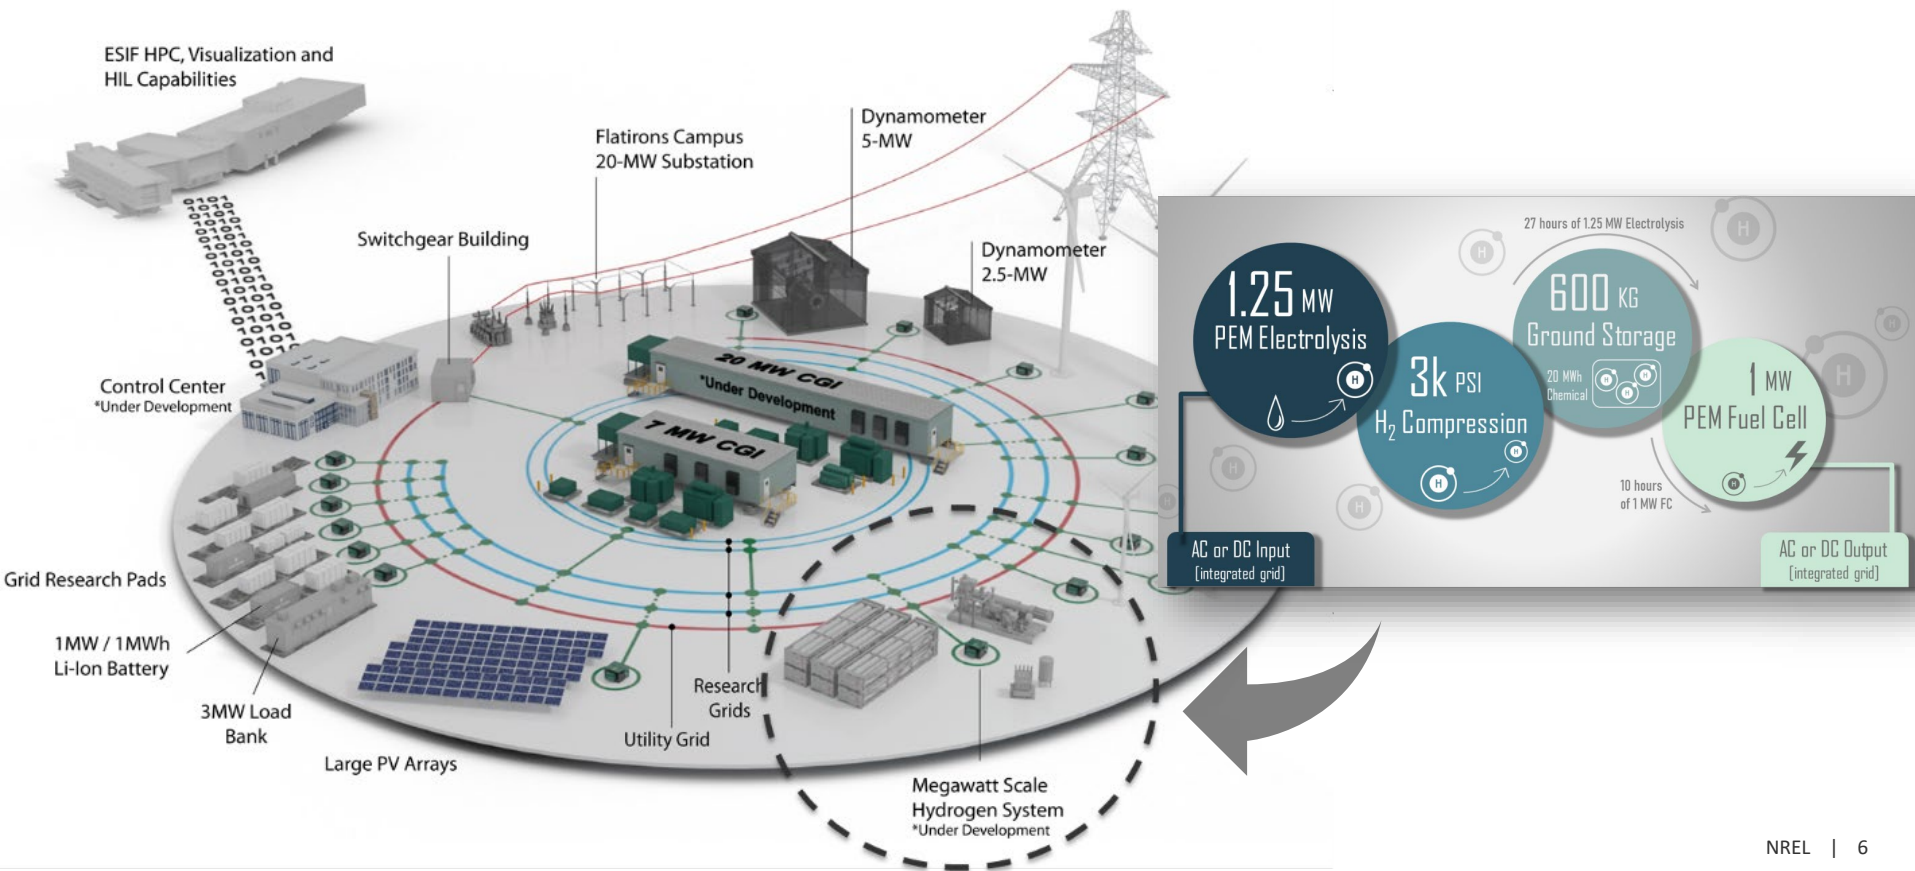 ESIF HPC, Visualization and
HIL Capabilities
Flatirons Campus
20-MW Substation
Dynamometer
5-MW
Switchgear Building
Dynamometer
2.5-MW
Control Center
*Under Development
20 MW CGI
*Under Development
7 MW CGI
Grid Research Pads
1MW / 1MWh
Li-Ion Battery
3MW Load
Bank
Large PV Arrays
Utility Grid
Research
Grids
Megawatt Scale
Hydrogen System
*Under Development
27 hours of 1.25 MW Electrolysis
1.25 MW
PEM Electrolysis
H
3k PSI
H₂ Compression
H
H
600 KG
Ground Storage
20 MWh
Chemical
H
H
H
1 MW
PEM Fuel Cell
H
10 hours
of 1 MW FC
AC or DC Input
[integrated grid]
AC or DC Output
[integrated grid]
H
H
H
H
H
H
NREL | 6